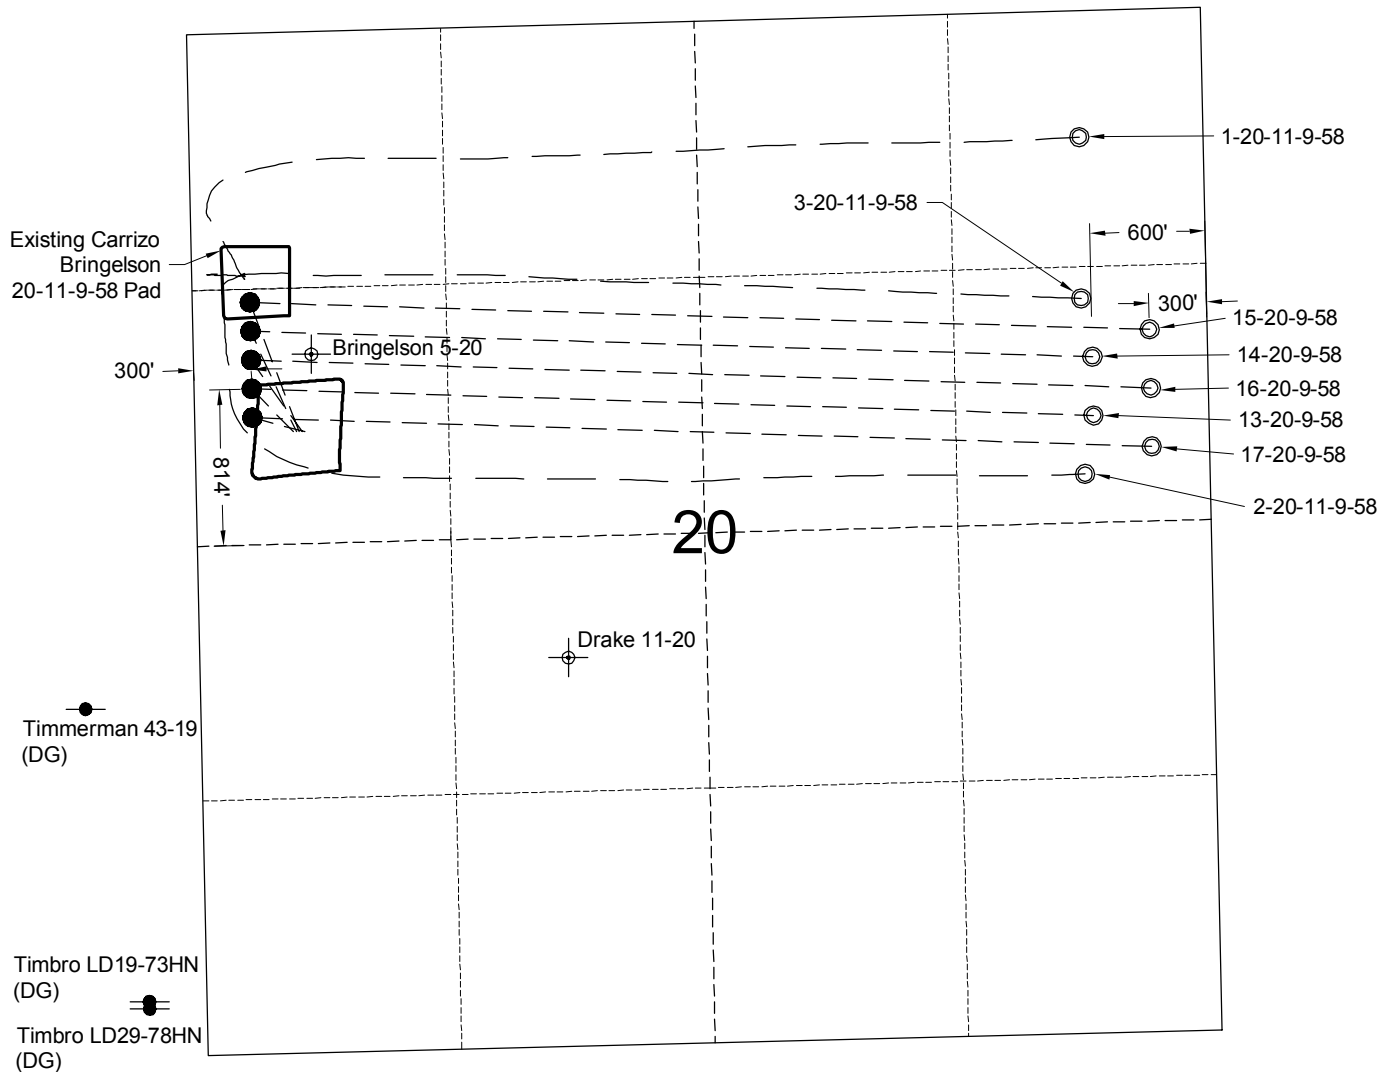 1-20-11-9-58
3-20-11-9-58
600'
Existing Carrizo
Bringelson
20-11-9-58 Pad
300'
15-20-9-58
Bringelson 5-20
14-20-9-58
300'
16-20-9-58
13-20-9-58
17-20-9-58
814'
2-20-11-9-58
20
Drake 11-20
Timmerman 43-19
(DG)
Timbro LD19-73HN
(DG)
Timbro LD29-78HN
(DG)